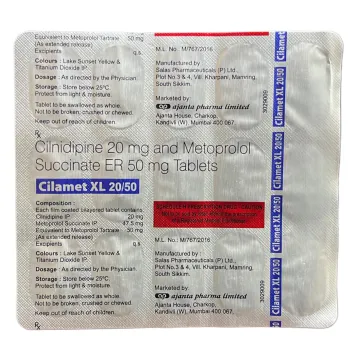 Equivalent to Metoprolol Tartrate 50 mg
(As extended release)
Excipients q.s.
Colours : Lake Sunset Yellow &
Titanium Dioxide IP.
Dosage : As directed by the Physician.
Storage : Store below 25°C.
Protect from light & moisture.
Tablet to be swallowed as whole.
Not to be broken, crushed or chewed.
Keep out of reach of children.
M.L. No.: M/767/2016
Manufactured by :
Salas Pharmaceuticals (P) Ltd.
Plot No.3 & 4, Vill. Kharpani, Manning,
South Sikkim.
Marketed by :
ajanta pharma limited
Ajanta House, Charkop,
Kandivli (W), Mumbai 400 067.
Cilamet XL 20/50
Rx
Cilnidipine 20 mg and Metoprolol
Succinate ER 50 mg Tablets
Cilamet XL 20/50
Composition :
Each film coated bilayered tablet contains:
Cilnidipine IP 20 mg
Metoprolol Succinate IP 47.5 mg
Equivalent to Metoprolol Tartrate 50 mg
(As extended release)
Excipients q.s.
Colours : Lake Sunset Yellow &
Titanium Dioxide IP.
Dosage : As directed by the Physician.
Storage : Store below 25°C.
Protect from light & moisture.
Tablet to be swallowed as whole.
Not to be broken, crushed or chewed.
Keep out of reach of children.
M.L. No.: M/767/2016
Manufactured by :
Salas Pharmaceuticals (P) Ltd.
Plot No.3 & 4, Vill. Kharpani, Manning,
South Sikkim.
Marketed by :
ajanta pharma limited
Ajanta House, Charkop,
Kandivli (W), Mumbai 400 067.
Cilamet XL 20/50
Rx